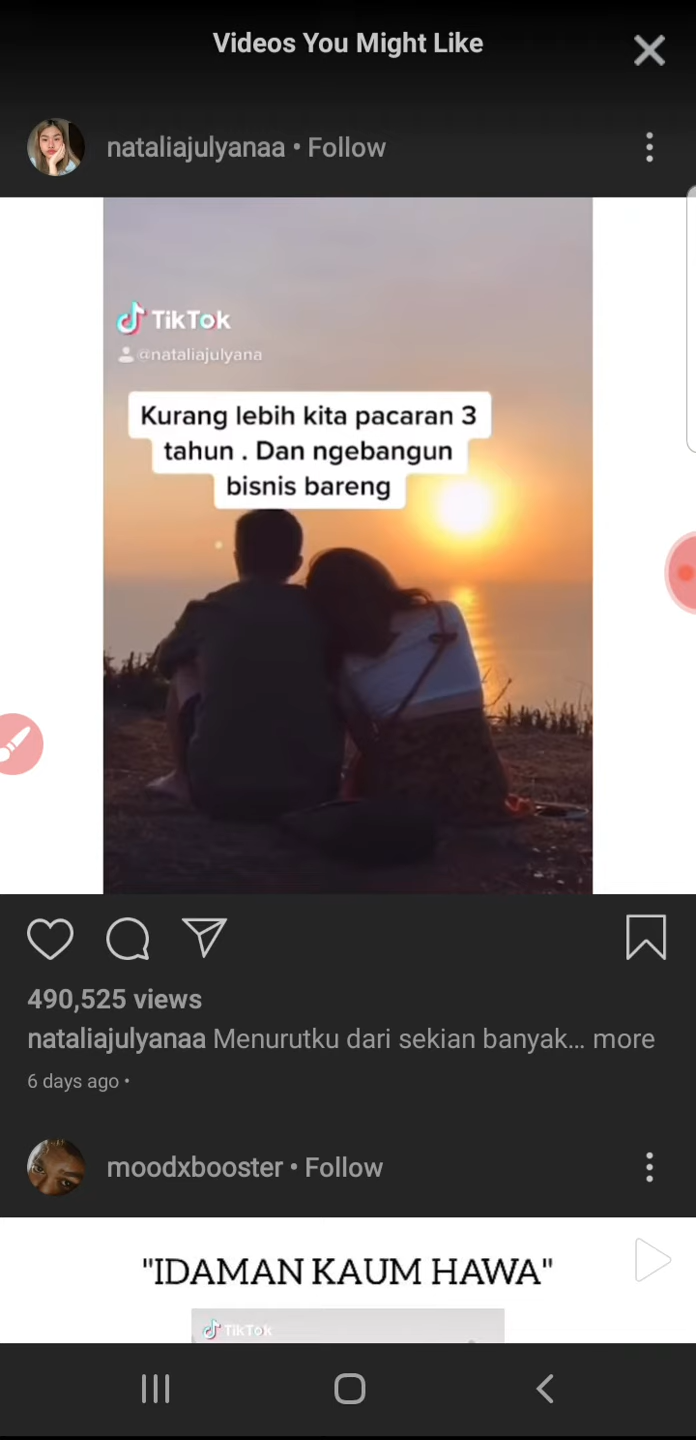 Videos You Might Like
nataliajulyanaa • Follow
TikTok
@nataliajulyana
Kurang lebih kita pacaran 3
tahun . Dan ngebangun
bisnis bareng
490,525 views
nataliajulyanaa Menurutku dari sekian banyak... more
6 days ago •
moodxbooster • Follow
"IDAMAN KAUM HAWA"
TikTok